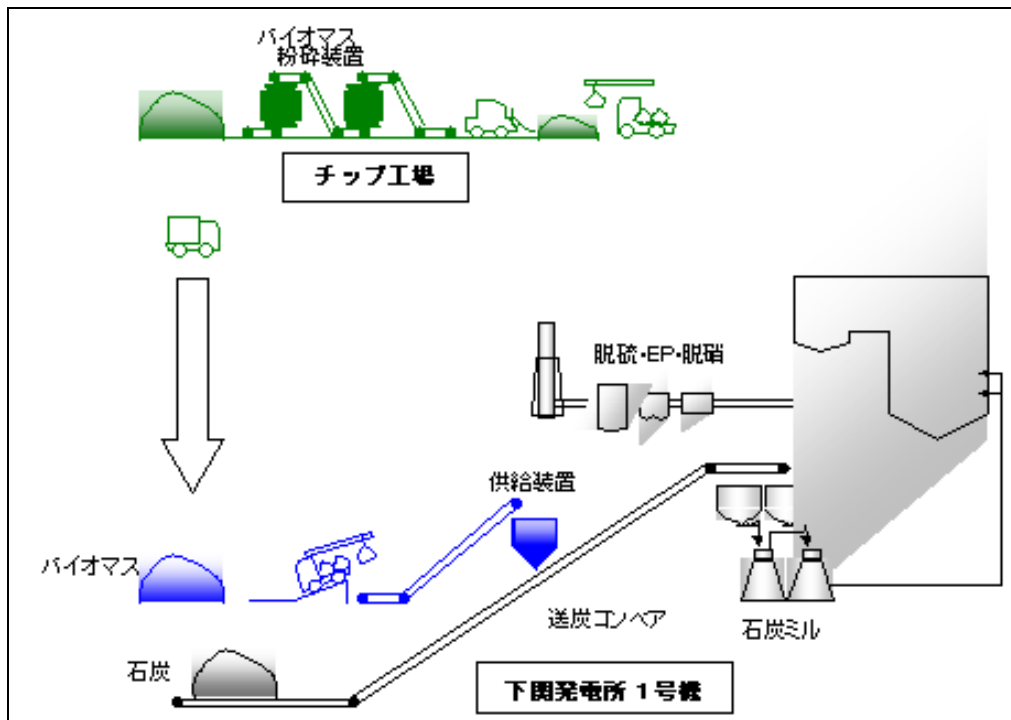 バイオマス
粉砕装置
チップ工場
脱硫・EP・脱硝
供給装置
バイオマス
送炭コンベア
石炭ミル
石炭
下関発電所 1号機